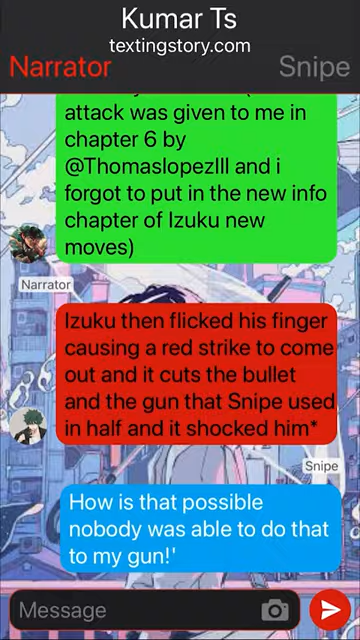 Kumar Ts
textingstory.com
Narrator
Snipe
attack was given to me in
chapter 6 by
@ThomaslopezIII and i
forgot to put in the new info
chapter of Izuku new
moves)
Narrator
Izuku then flicked his finger
causing a red strike to come
out and it cuts the bullet
and the gun that Snipe used
in half and it shocked him*
Snipe
How is that possible
nobody was able to do that
to my gun!'
Message